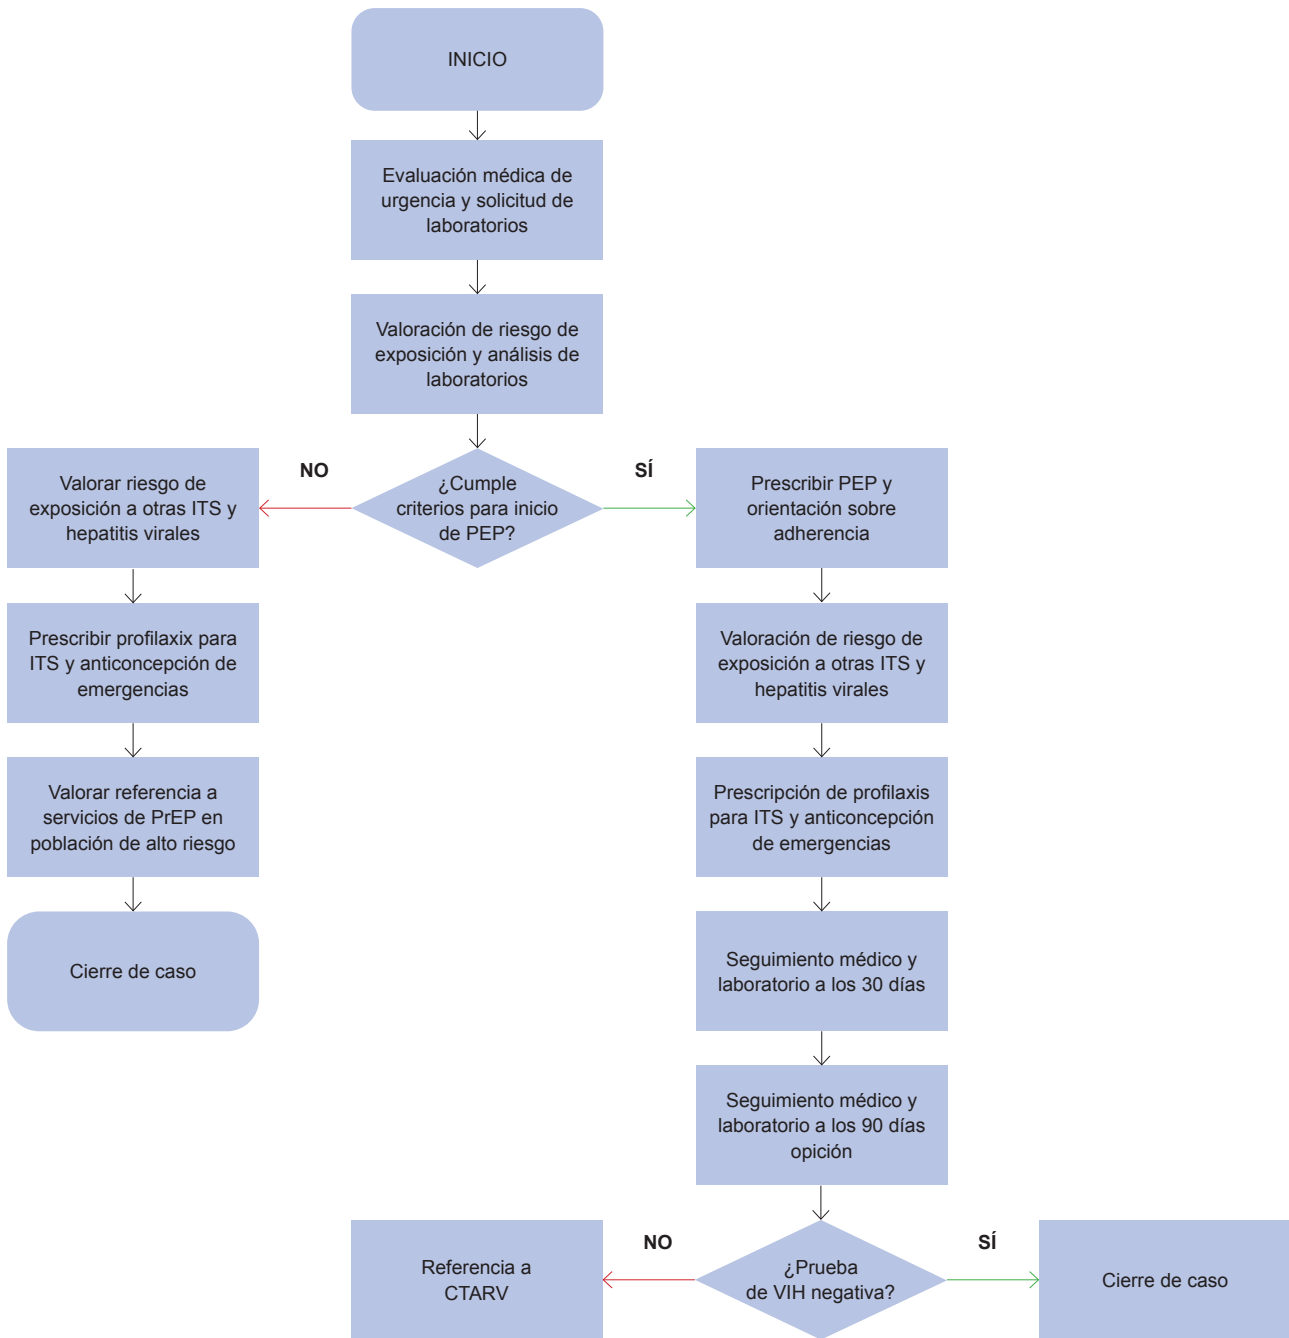 INICIO
Evaluación médica de
urgencia y solicitud de
laboratorios
Valoración de riesgo de
exposición y análisis de
laboratorios
¿Cumple
criterios para inicio
de PEP?
NO
SÍ
Valorar riesgo de
exposición a otras ITS y
hepatitis virales
Prescribir profilaxix para
ITS y anticoncepción de
emergencias
Valorar referencia a
servicios de PrEP en
población de alto riesgo
Cierre de caso
Prescribir PEP y
orientación sobre
adherencia
Valoración de riesgo de
exposición a otras ITS y
hepatitis virales
Prescripción de profilaxis
para ITS y anticoncepción
de emergencias
Seguimiento médico y
laboratorio a los 30 días
Seguimiento médico y
laboratorio a los 90 días
opición
¿Prueba
de VIH negativa?
NO
SÍ
Referencia a
CTARV
Cierre de caso